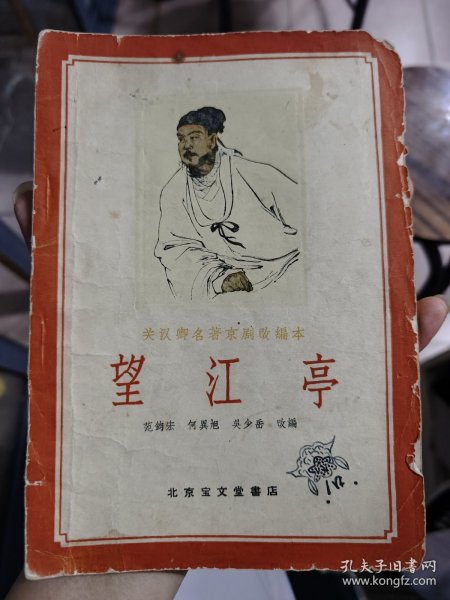 关汉卿名著京剧改编本
望江亭
范钧宏 何異旭 吴少岳 改编
北京宝文堂書店
孔夫子旧书网
www.kongfz.com